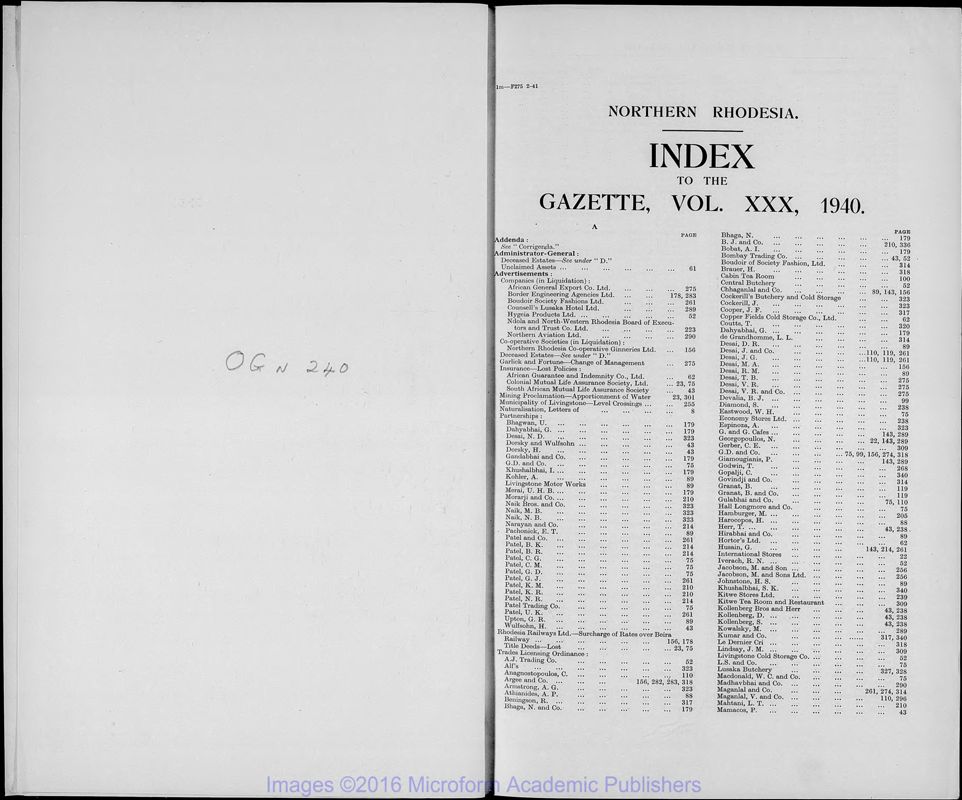 OG N 240
1m—F275 2-41
NORTHERN RHODESIA.
INDEX
TO THE
GAZETTE, VOL. XXX, 1940.
A
PAGE
Addenda :
See " Corrigenda."
Administrator-General :
Deceased Estates—See under " D."
Unclaimed Assets ... 61
Advertisements :
Companies (in Liquidation) :
African General Export Co. Ltd. 275
Border Engineering Agencies Ltd. ... 178, 283
Boudoir Society Fashions Ltd. ... 261
Counsell's Lusaka Hotel Ltd. ... 289
Hygeia Products Ltd. ... 52
Ndola and North-Western Rhodesia Board of Execu-
tors and Trust Co. Ltd. ... 223
Northern Aviation Ltd. ... 290
Co-operative Societies (in Liquidation) :
Northern Rhodesia Co-operative Ginneries Ltd. ... 156
Deceased Estates—See under " D "
Garlick and Fortune—Change of Management ... 275
Insurance—Lost Policies :
African Guarantee and Indemnity Co., Ltd. ... 62
Colonial Mutual Life Assurance Society, Ltd. ... 23, 75
South African Mutual Life Assurance Society ... 43
Mining Proclamation—Apportionment of Water ... 23, 301
Municipality of Livingstone—Level Crossings ... 255
Naturalisation, Letters of ... 8
Partnerships :
Bhagwan, U. ... 179
Dahyabhai, G. ... 179
Desai, N. D. ... 323
Dorsky and Wulfsohn ... 43
Dorsky, H. ... 43
Gandabhai and Co. ... 179
G.D. and Co. ... 75
Khushalbhai, I. ... 179
Kohler, A. ... 89
Livingstone Motor Works ... 89
Merai, U. H. B. ... 179
Morarji and Co. ... 210
Naik Bros. and Co. ... 323
Naik, M. B. ... 323
Naik, N. B. ... 323
Narayan and Co. ... 214
Pachonick, E. T. ... 89
Patel and Co. ... 261
Patel, B. K. ... 214
Patel, B. R. ... 214
Patel, C. G. ... 75
Patel, C. M. ... 75
Patel, G. D. ... 75
Patel, G. J. ... 261
Patel, K. M. ... 210
Patel, K. R. ... 210
Patel, N. R. ... 214
Patel Trading Co. ... 75
Patel, U. K. ... 261
Upton, G. R. ... 89
Wulfsohn, H. ... 43
Rhodesia Railways Ltd.—Surcharge of Rates over Beira
Railway ... 156, 178
Title Deeds—Lost ... 23, 75
Trades Licensing Ordinance :
A.J. Trading Co. ... 52
Alf's ... 323
Anagnostopoulos, C. ... 110
Argee and Co. ... 156, 282, 283, 318
Armstrong, A. G. ... 323
Ashianides, A. P. ... 88
Beningson, R. ... 317
Bhaga, N. and Co. ... 179
PAGE
Bhaga, N. ... 179
B. J. and Co. ... 210, 336
Bobat, A. I. ... 179
Bombay Trading Co. ... 43, 52
Boudoir of Society Fashion, Ltd. ... 314
Brauer, H. ... 318
Cabin Tea Room ... 100
Central Butchery ... 52
Chhaganlal and Co. ... 89, 143, 156
Cockerill's Butchery and Cold Storage ... 323
Cockerill, J. ... 323
Cooper, J. F. ... 317
Copper Fields Cold Storage Co., Ltd. ... 62
Coutts, T. ... 320
Dahyabhai, G. ... 179
de Grandhomme, L. L. ... 314
Desai, D. R. ... 89
Desai, J. and Co. ... 110, 119, 261
Desai, J. G. ... 110, 119, 261
Desai, M. A. ... 156
Desai, R. M. ... 89
Desai, T. B. ... 275
Desai, V. R. ... 275
Desai, V. R. and Co. ... 275
Devalia, B. J. ... 99
Diamond, S. ... 238
Eastwood, W. H. ... 75
Economy Stores Ltd. ... 238
Espinoza, A. ... 323
G. and G. Cafes ... 143, 289
Georgopoullos, N. ... 22, 143, 289
Gerber, C. E. ... 309
G.D. and Co. ... 75, 99, 156, 274, 318
Giamougianis, P. ... 143, 289
Godwin, T. ... 268
Gopalji, C. ... 340
Govindji and Co. ... 314
Granat, B. ... 119
Granat, B. and Co. ... 119
Gulabhai and Co. ... 75, 110
Hall Longmore and Co. ... 75
Hamburger, M. ... 205
Harocopos, H. ... 88
Herr, T. ... 43, 238
Hirabhai and Co. ... 89
Hortor's Ltd. ... 62
Husain, G. ... 143, 214, 261
International Stores ... 22
Iverach, R. N. ... 52
Jacobson, M. and Son ... 256
Jacobson, M. and Sons Ltd. ... 256
Johnstone, H. S. ... 89
Khushalbhai, S. K. ... 340
Kitwe Stores Ltd. ... 239
Kitwe Tea Room and Restaurant ... 309
Kollenberg Bros and Herr ... 43, 238
Kollenberg, D. ... 43, 238
Kollenberg, S. ... 43, 238
Kowalsky, M. ... 289
Kumar and Co. ... 317, 340
Le Dernier Cri ... 318
Lindsay, J. M. ... 309
Livingstone Cold Storage Co. ... 52
L.S. and Co. ... 75
Lusaka Butchery ... 327, 328
Macdonald, W. C. and Co. ... 75
Madhavbhai and Co. ... 290
Maganlal and Co. ... 261, 274, 314
Maganlal, V. and Co. ... 110, 296
Mahtani, L. T. ... 210
Mamacos, P. ... 43
Images ©2016 Microform Academic Publishers